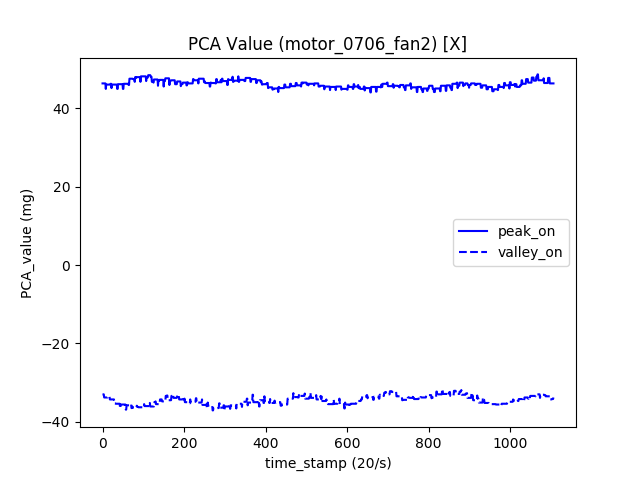 PCA Value (motor_0706_fan2) [X]
PCA_value (mg)
40
20
0
−20
−40
peak_on
valley_on
0 200 400 600 800 1000
time_stamp (20/s)